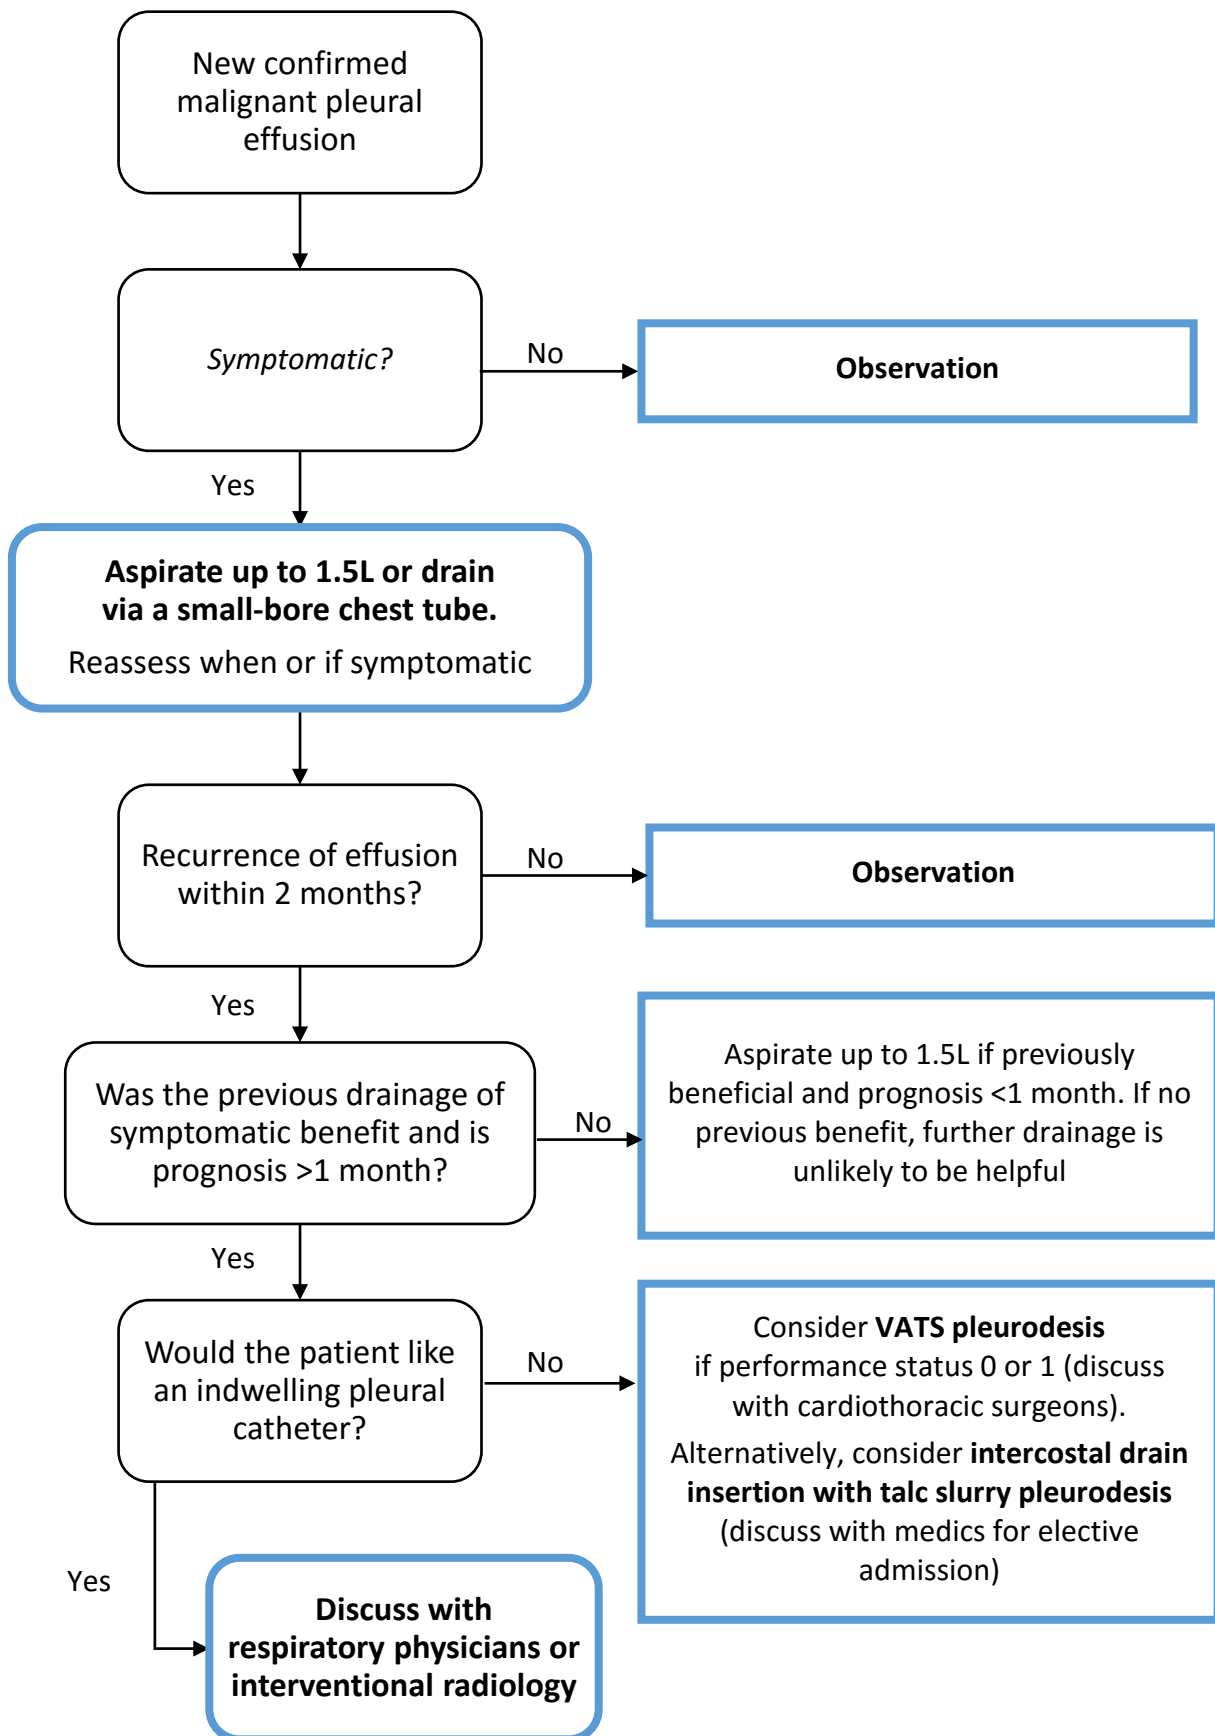 New confirmed
malignant pleural
effusion
Symptomatic?
No
Observation
Yes
Aspirate up to 1.5L or drain
via a small-bore chest tube.
Reassess when or if symptomatic
Recurrence of effusion
within 2 months?
No
Observation
Yes
Was the previous drainage of
symptomatic benefit and is
prognosis >1 month?
No
Aspirate up to 1.5L if previously
beneficial and prognosis <1 month. If no
previous benefit, further drainage is
unlikely to be helpful
Yes
Would the patient like
an indwelling pleural
catheter?
No
Consider VATS pleurodesis
if performance status 0 or 1 (discuss
with cardiothoracic surgeons).
Alternatively, consider intercostal drain
insertion with talc slurry pleurodesis
(discuss with medics for elective
admission)
Yes
Discuss with
respiratory physicians or
interventional radiology